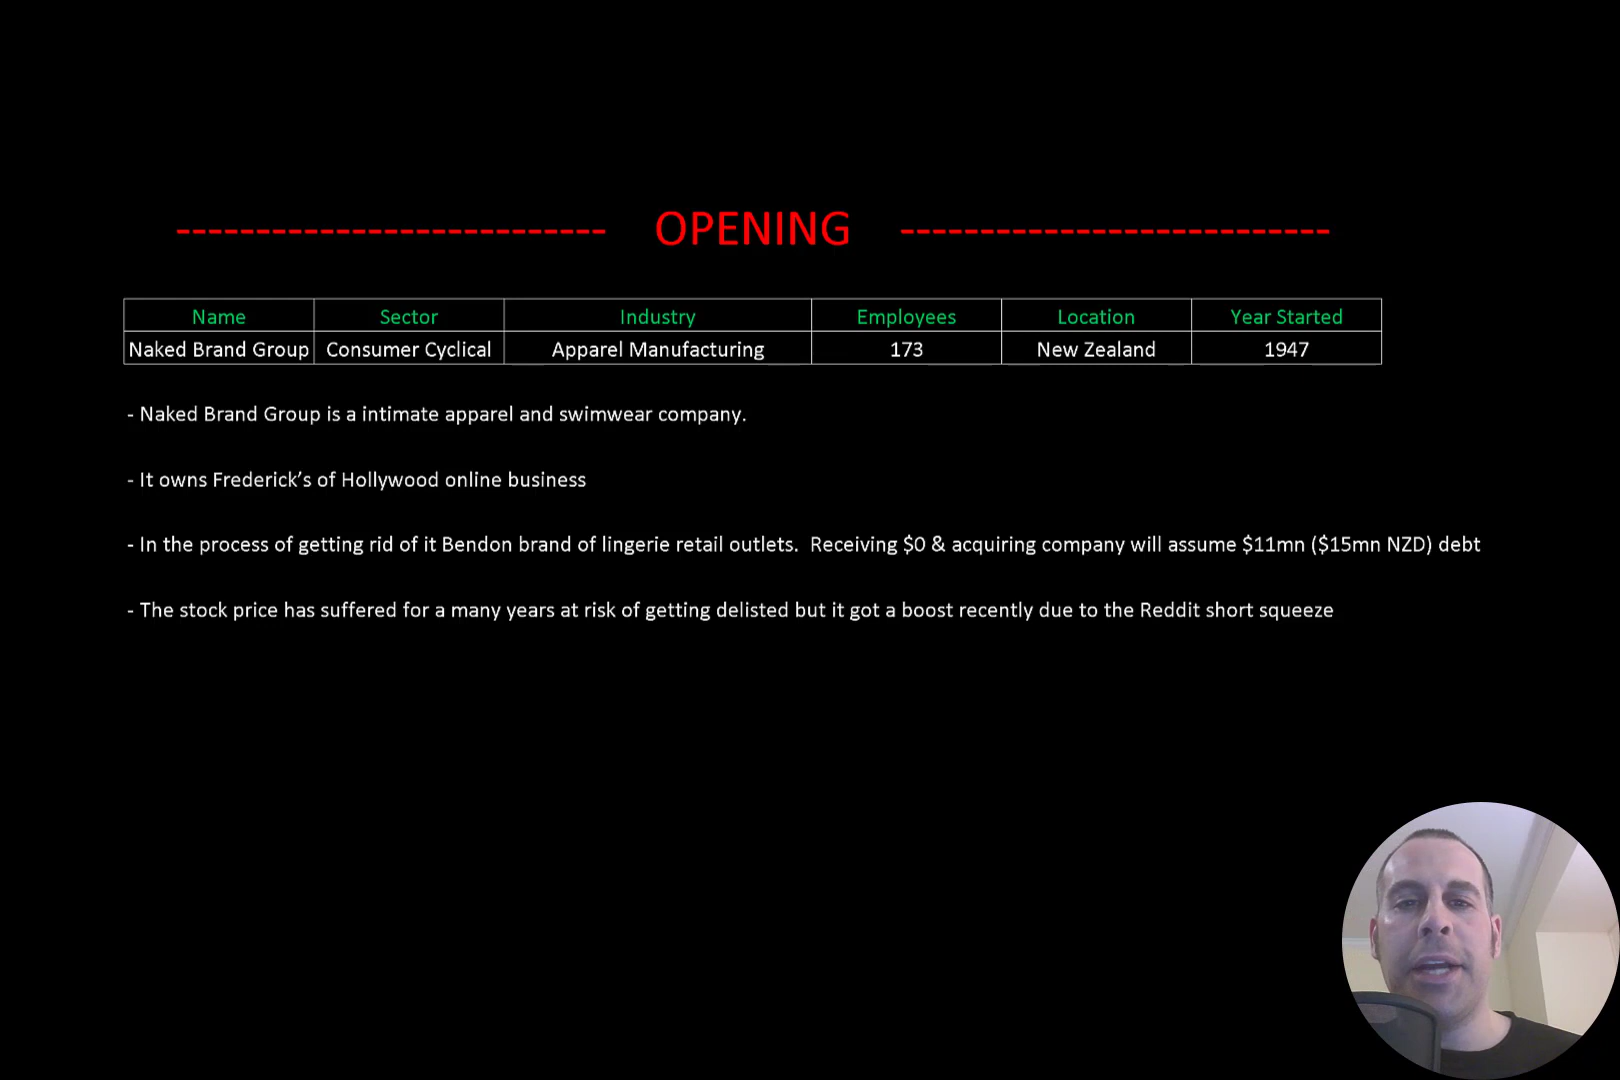 --------------------------- OPENING ---------------------------
Name Sector Industry Employees Location Year Started
Naked Brand Group Consumer Cyclical Apparel Manufacturing 173 New Zealand 1947
- Naked Brand Group is a intimate apparel and swimwear company.
- It owns Frederick’s of Hollywood online business
- In the process of getting rid of it Bendon brand of lingerie retail outlets.  Receiving $0 & acquiring company will assume $11mn ($15mn NZD) debt
- The stock price has suffered for a many years at risk of getting delisted but it got a boost recently due to the Reddit short squeeze